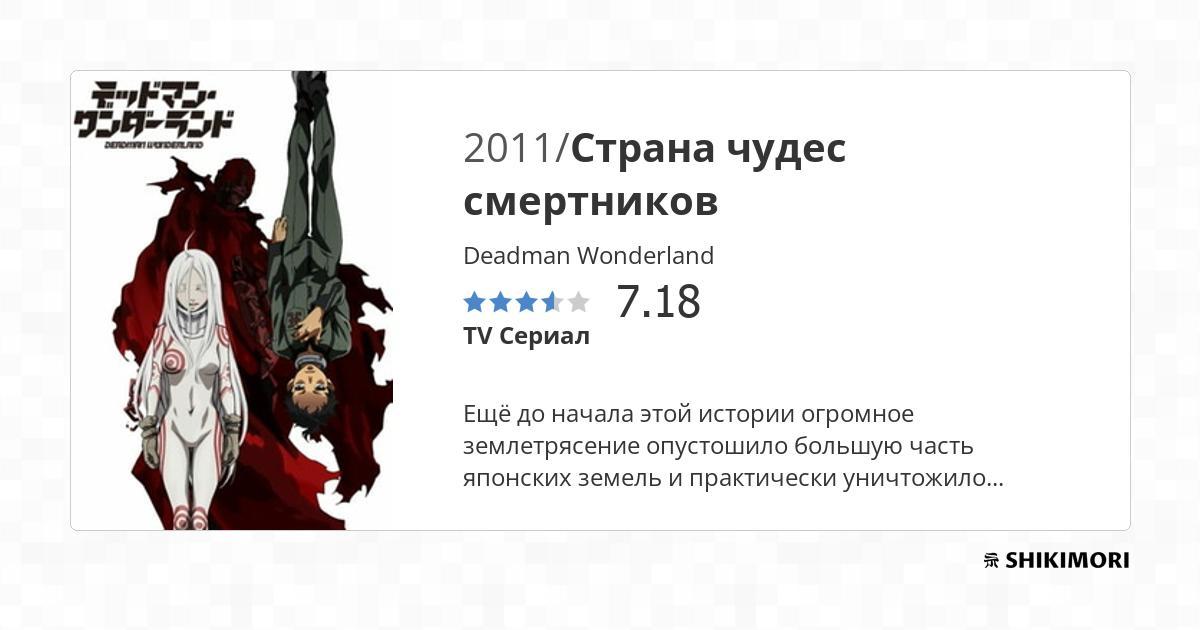 デッドマン・
ワンダーランド
DEADMAN WONDERLAND
2011/Страна чудес
смертников
Deadman Wonderland
7.18
TV Сериал
Ещё до начала этой истории огромное
землетрясение опустошило большую часть
японских земель и практически уничтожило...
SHIKIMORI